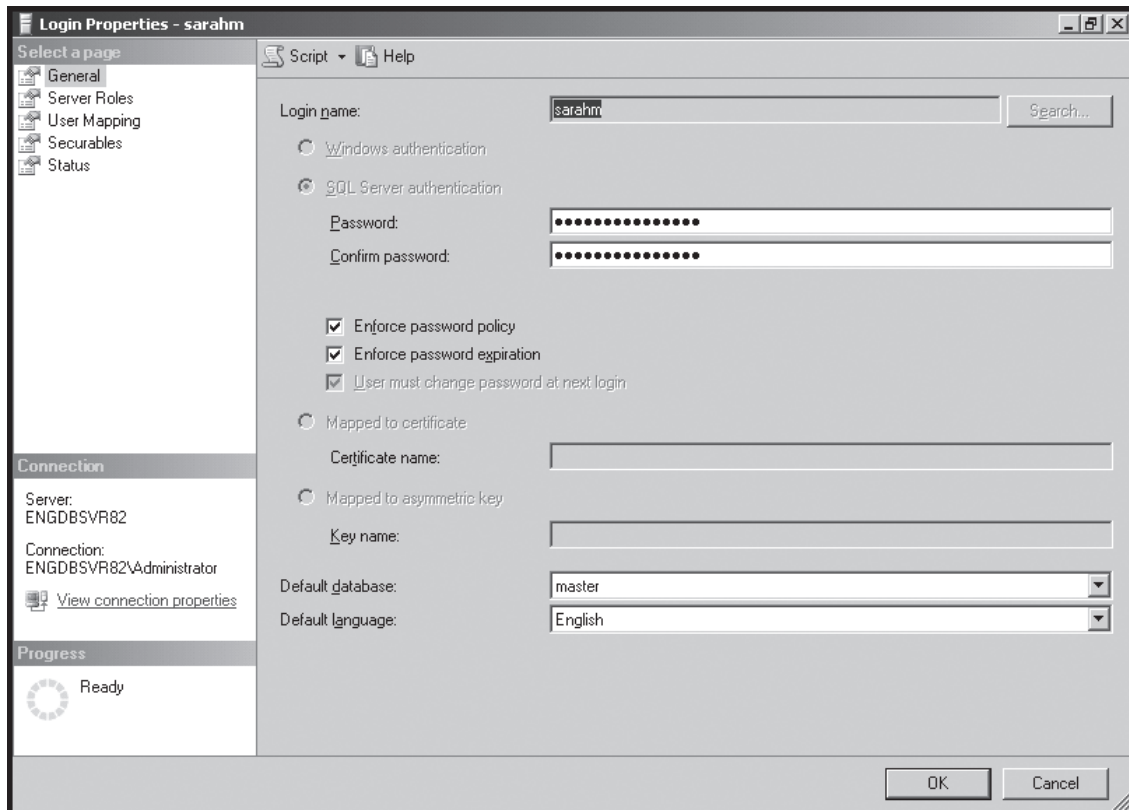 Login Properties - sarahm
Select a page
General
Server Roles
User Mapping
Securables
Status
Script
Help
Login name:
sarahm
Search...
Windows authentication
SQL Server authentication
Password:
Confirm password:
Enforce password policy
Enforce password expiration
User must change password at next login
Mapped to certificate
Certificate name:
Mapped to asymmetric key
Key name:
Default database:
master
Default language:
English
Connection
Server:
ENGDBSVR82
Connection:
ENGDBSVR82\Administrator
View connection properties
Progress
Ready
OK
Cancel